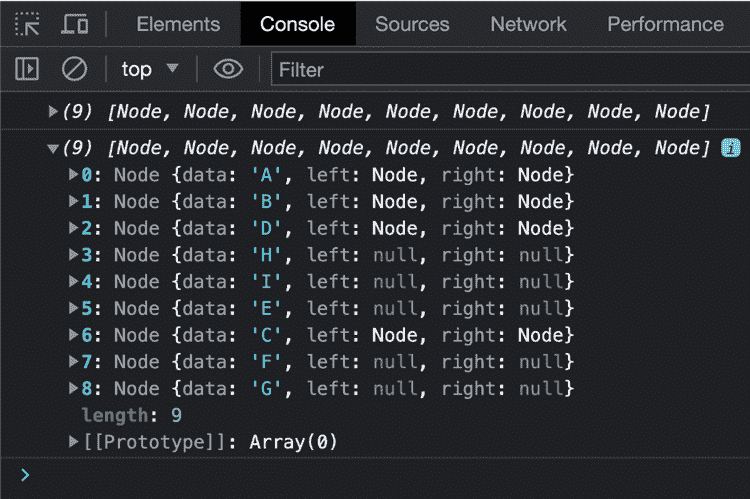 Elements Console Sources Network Performance
top Filter
(9) [Node, Node, Node, Node, Node, Node, Node, Node, Node]
(9) [Node, Node, Node, Node, Node, Node, Node, Node, Node] i
0: Node {data: 'A', left: Node, right: Node}
1: Node {data: 'B', left: Node, right: Node}
2: Node {data: 'D', left: Node, right: Node}
3: Node {data: 'H', left: null, right: null}
4: Node {data: 'I', left: null, right: null}
5: Node {data: 'E', left: null, right: null}
6: Node {data: 'C', left: Node, right: Node}
7: Node {data: 'F', left: null, right: null}
8: Node {data: 'G', left: null, right: null}
length: 9
[[Prototype]]: Array(0)